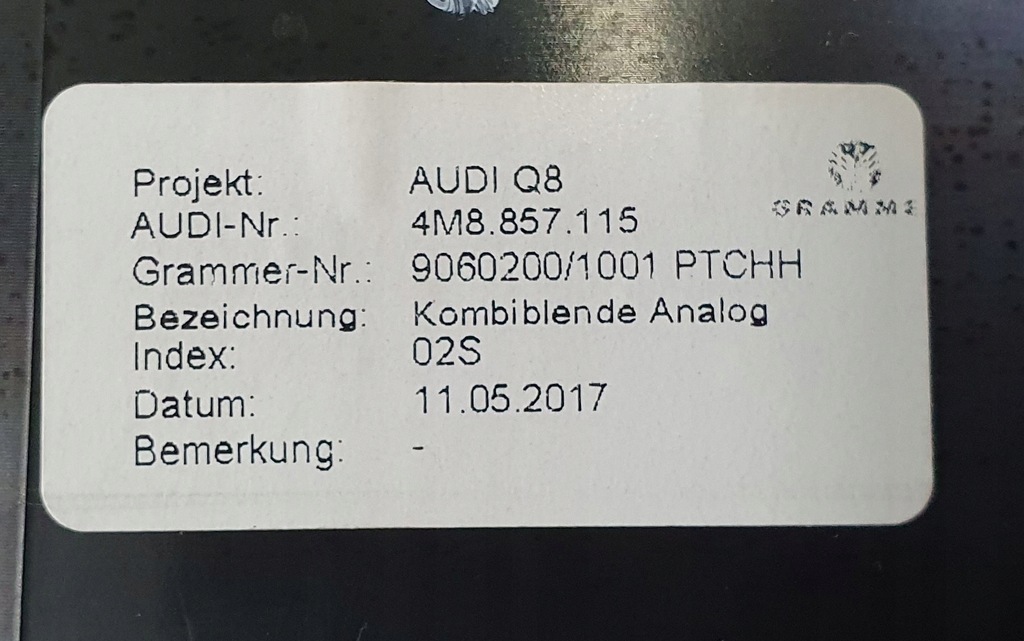 Projekt: AUDI Q8
AUDI-Nr.: 4M8.857.115
GRAMME
Grammer-Nr.: 9060200/1001 PTCHH
Bezeichnung: Kombiblende Analog
Index: 02S
Datum: 11.05.2017
Bemerkung: -